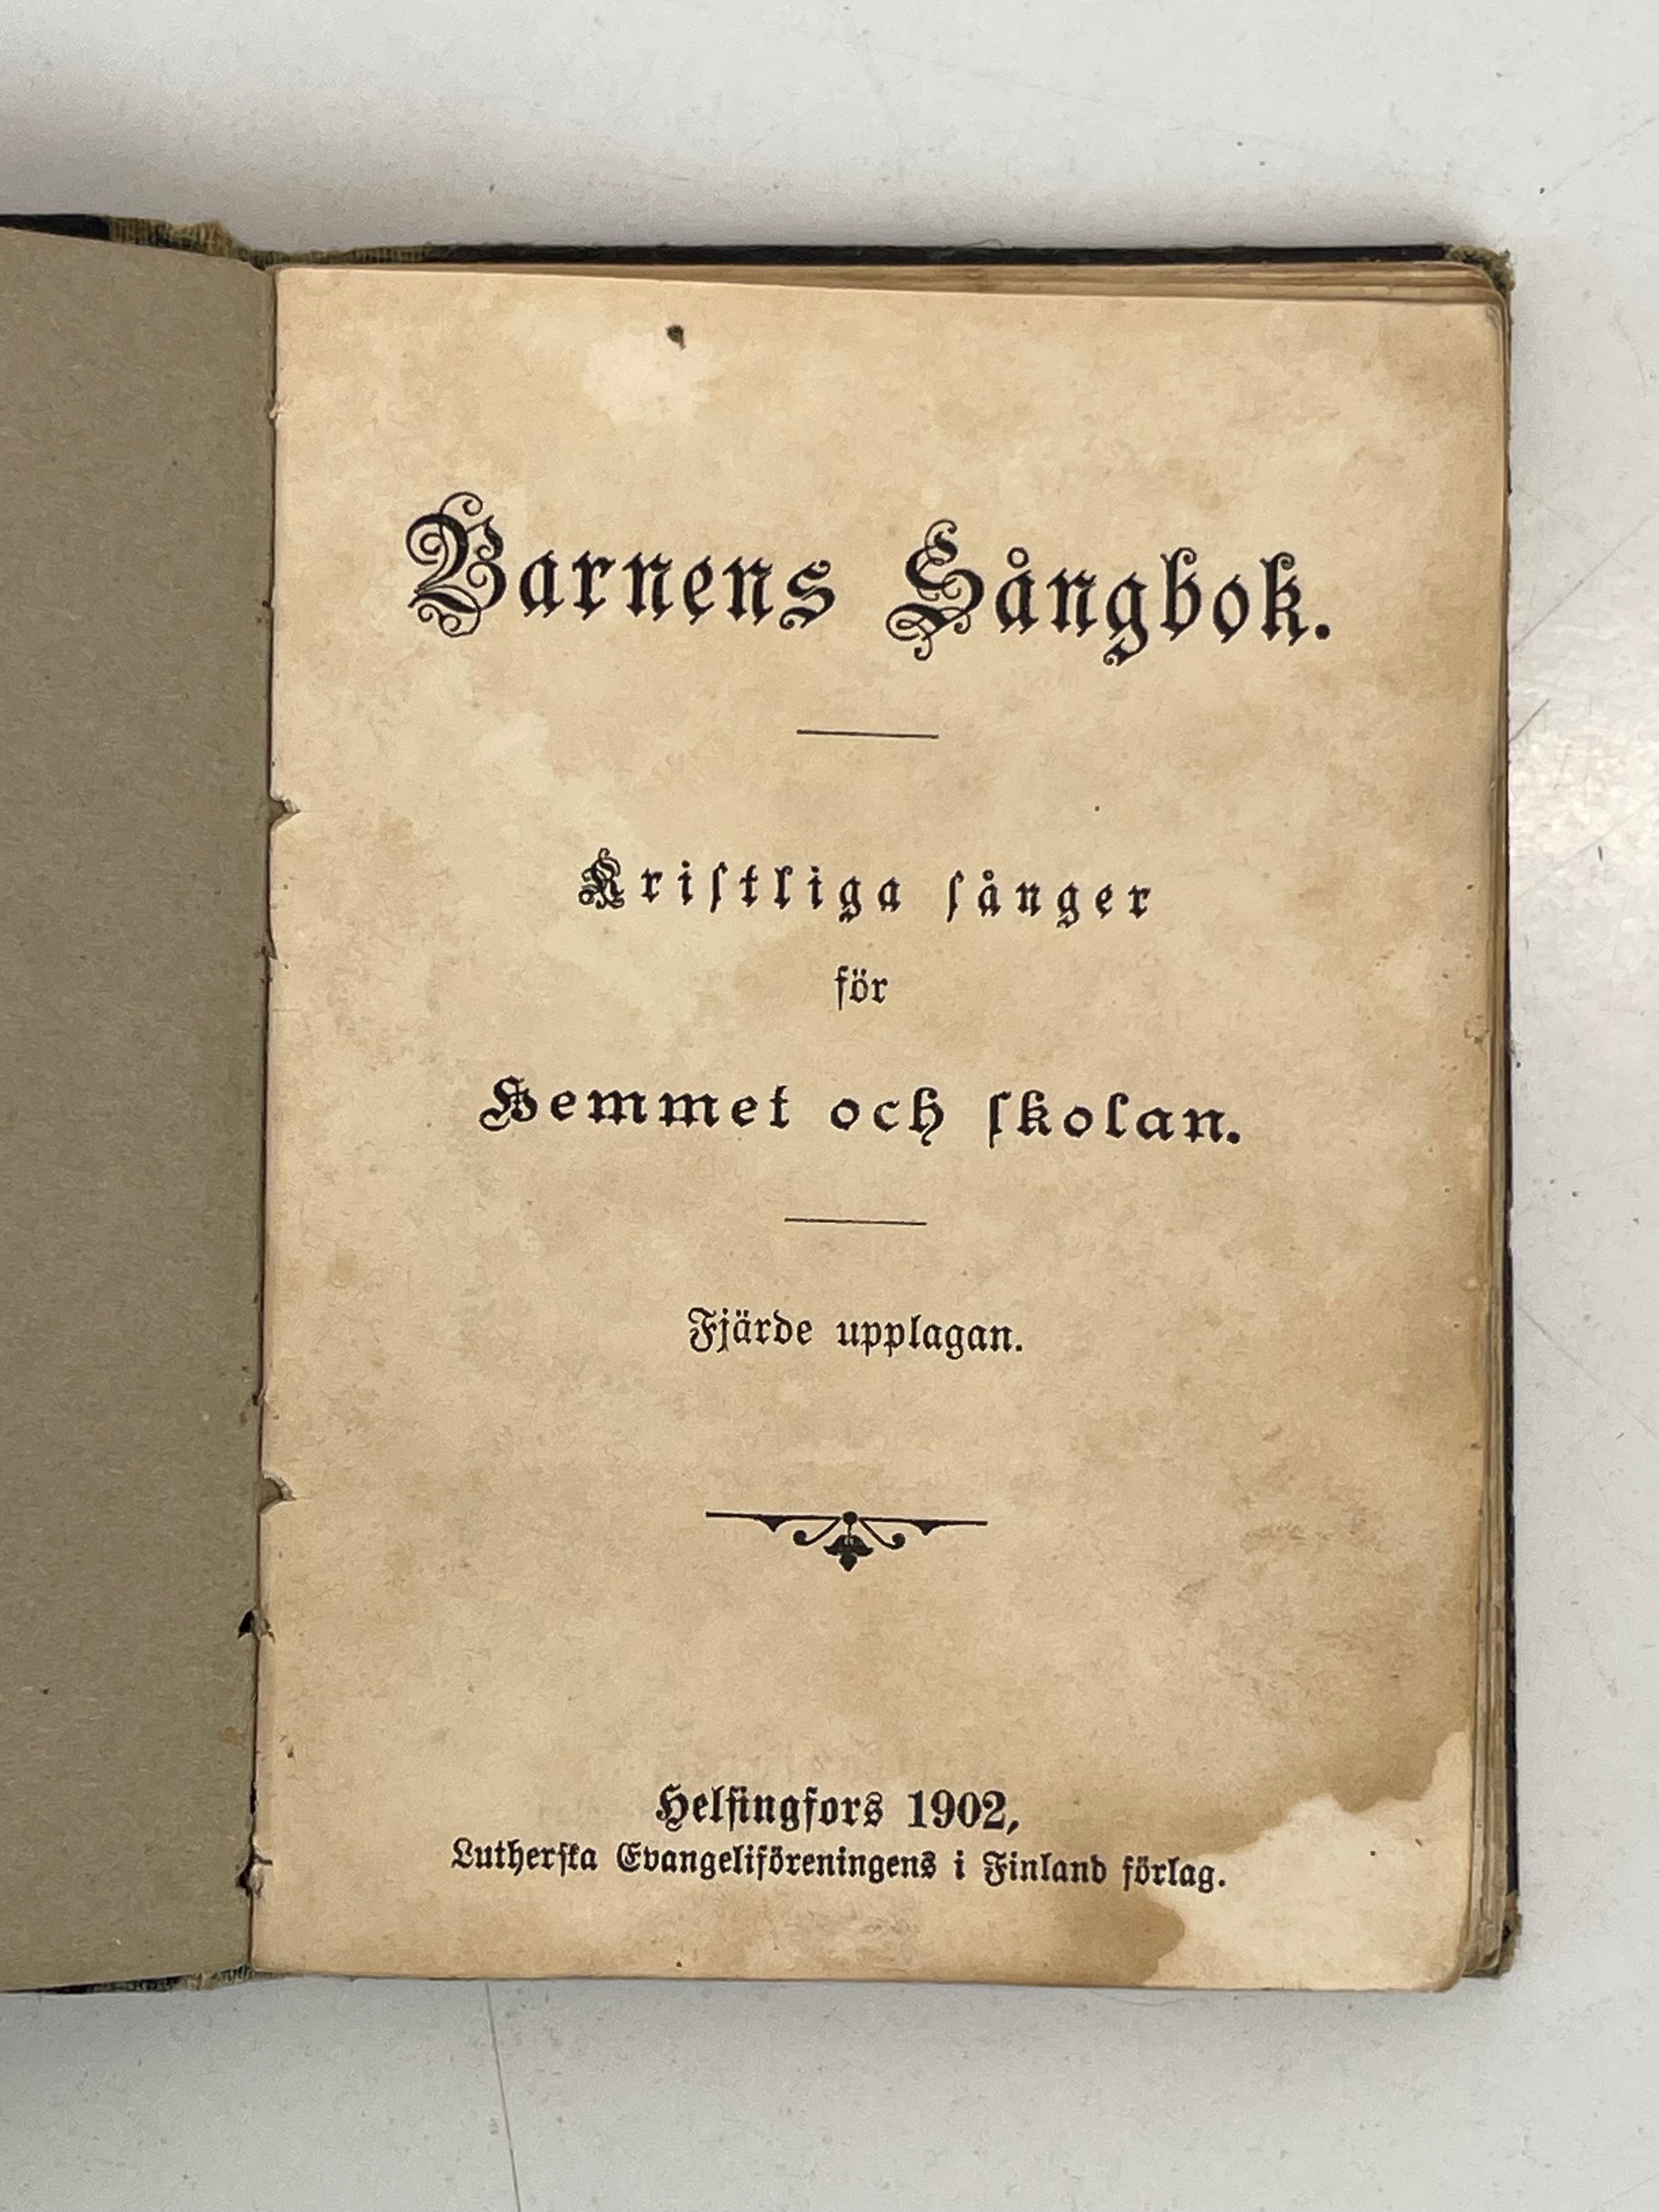 Barnens Sångbok.
Kriſtliga ſånger
för
Hemmet och ſkolan.
Fjärde upplagan.
Helſingfors 1902,
Lutherſka Evangeliföreningens i Finland förlag.